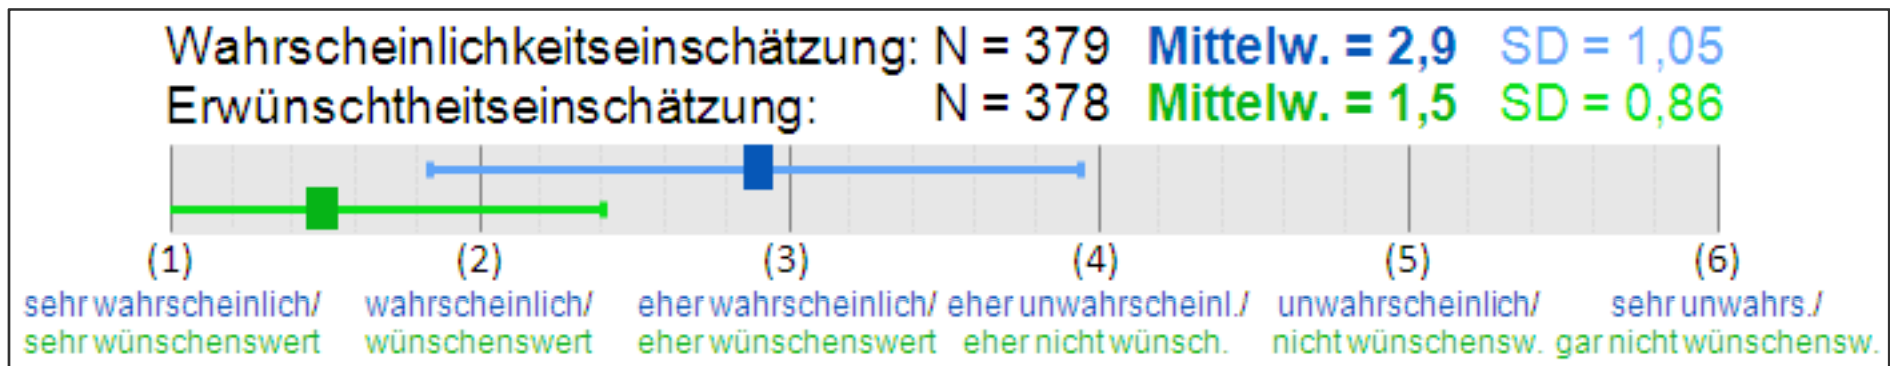 Wahrscheinlichkeitseinschätzung: N = 379 Mittelw. = 2,9 SD = 1,05
Erwünschtheitseinschätzung: N = 378 Mittelw. = 1,5 SD = 0,86
(1) (2) (3) (4) (5) (6)
sehr wahrscheinlich/ wahrscheinlich/ eher wahrscheinlich/ eher unwahrscheinl./ unwahrscheinlich/ sehr unwahrs./
sehr wünschenswert wünschenswert eher wünschenswert eher nicht wünsch. nicht wünschensw. gar nicht wünschensw.